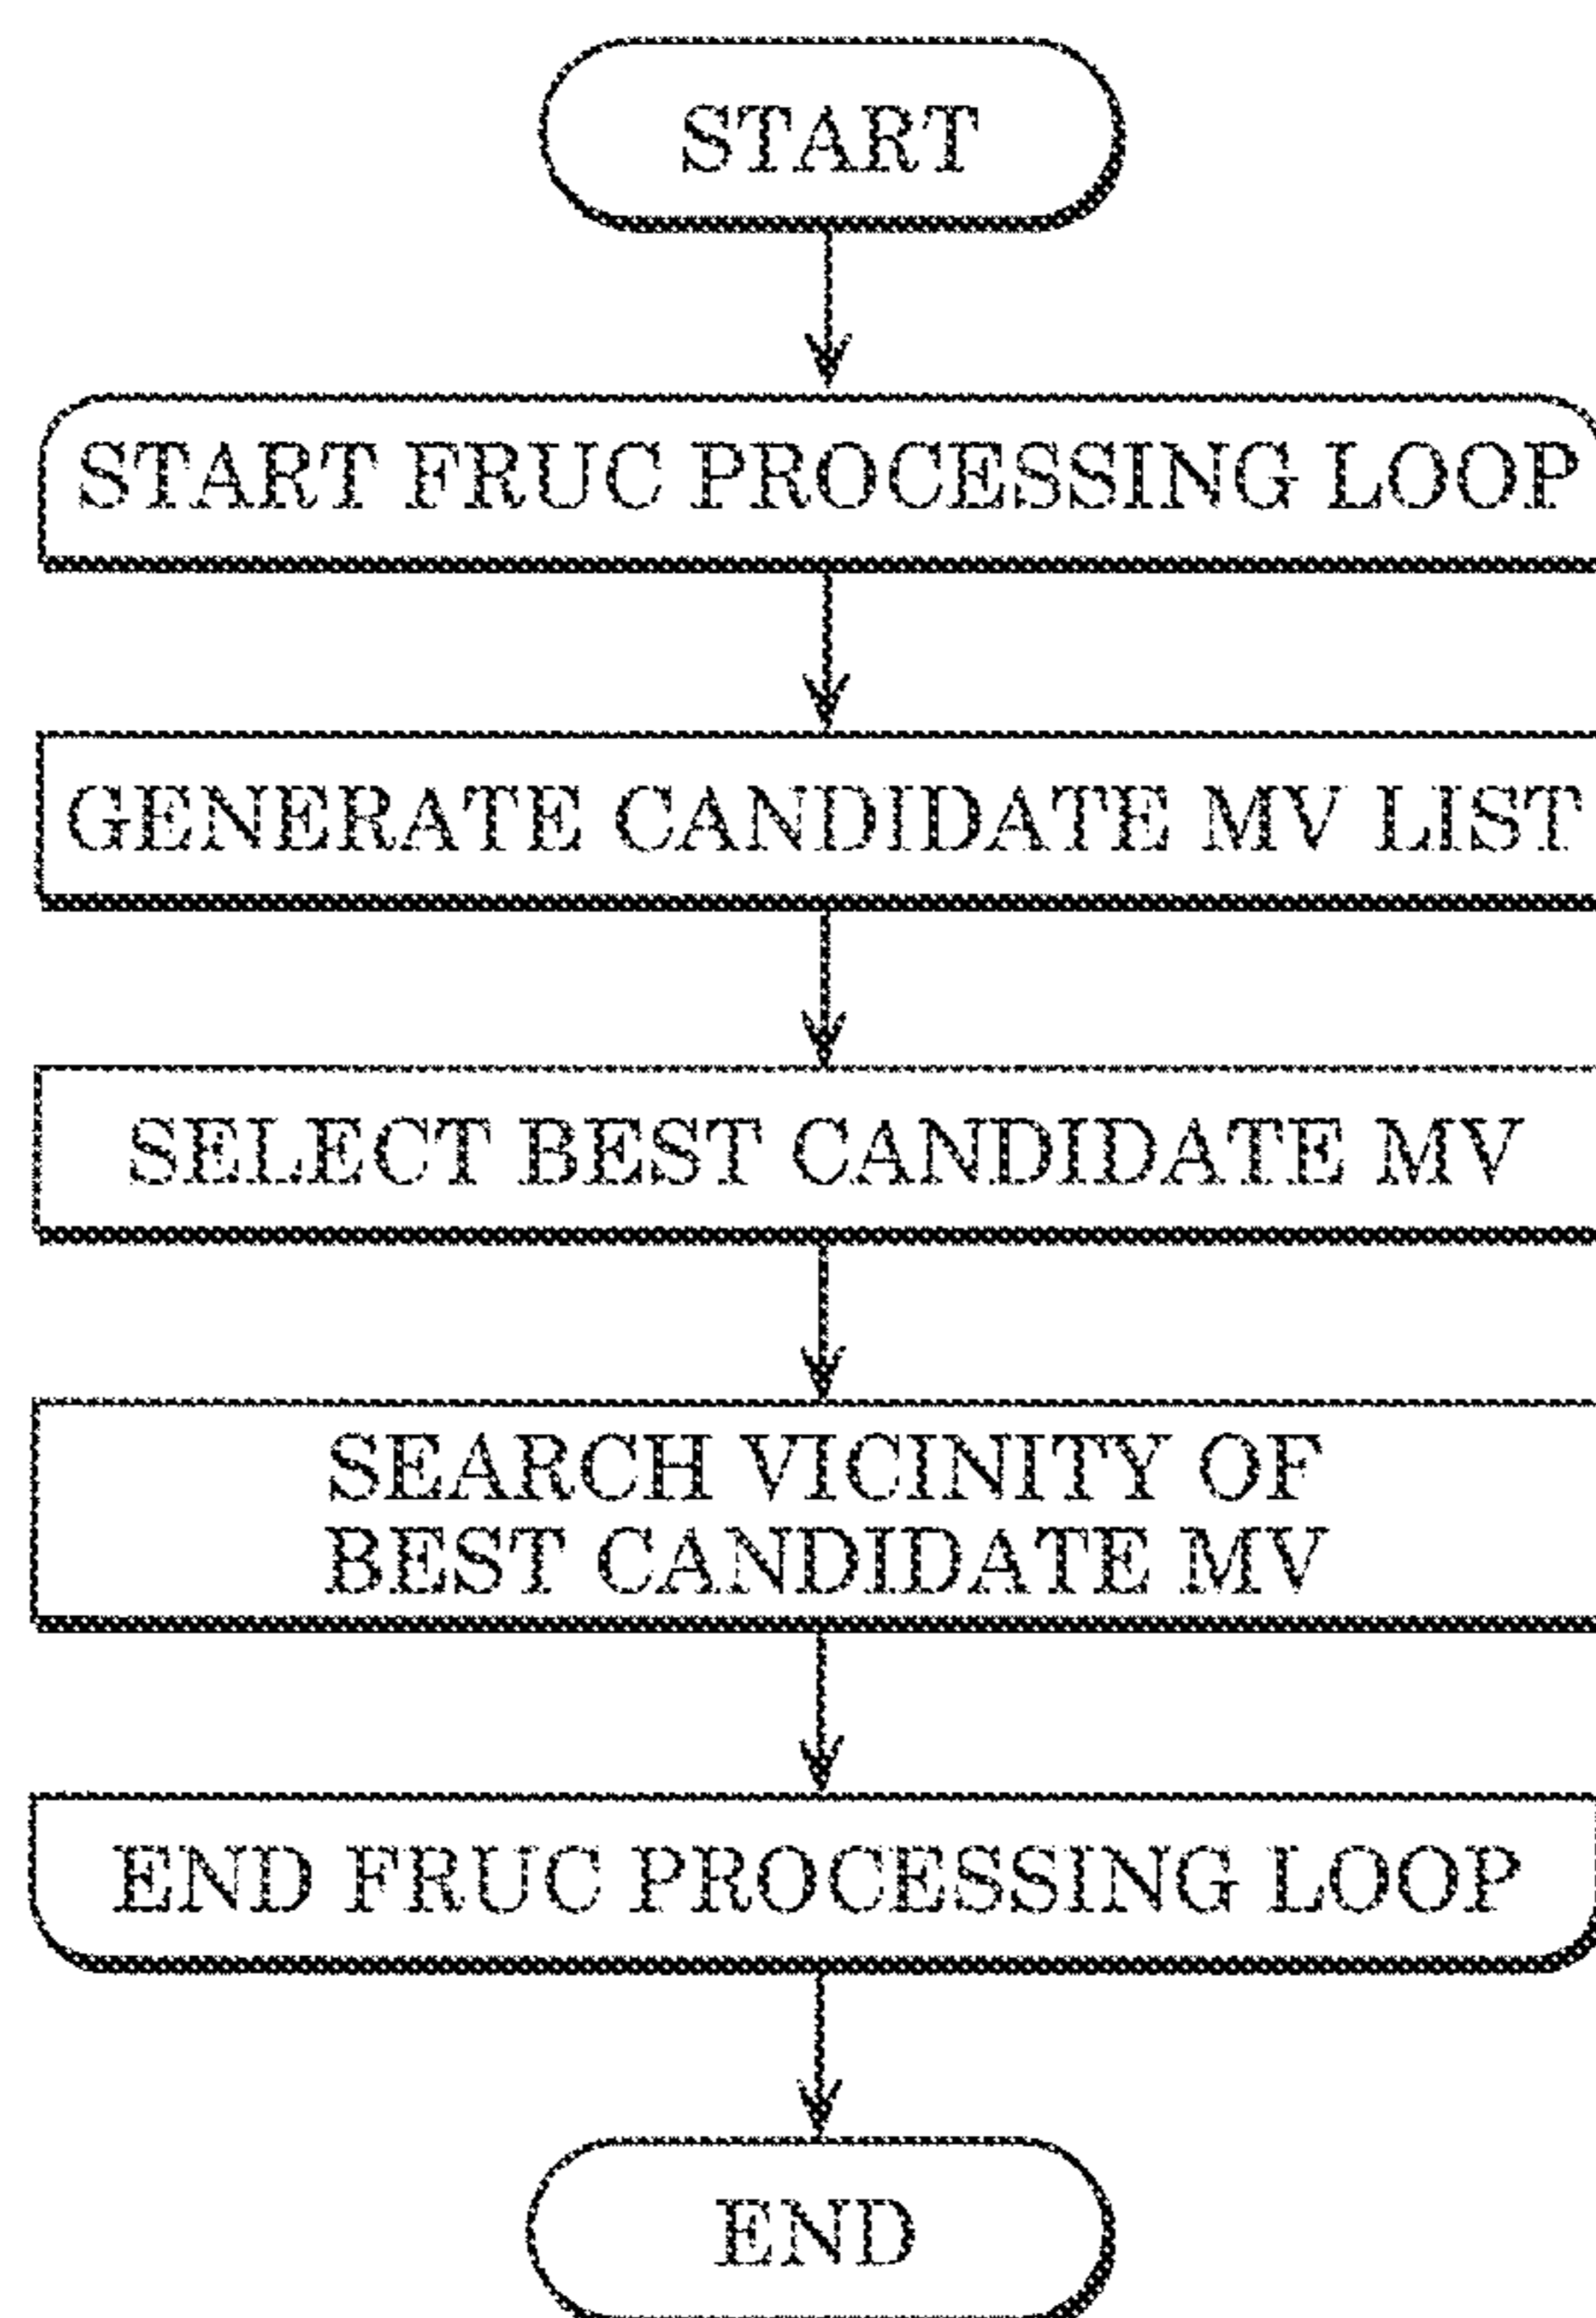 START
START FRUC PROCESSING LOOP
GENERATE CANDIDATE MV LIST
SELECT BEST CANDIDATE MV
SEARCH VICINITY OF
BEST CANDIDATE MV
END FRUC PROCESSING LOOP
END